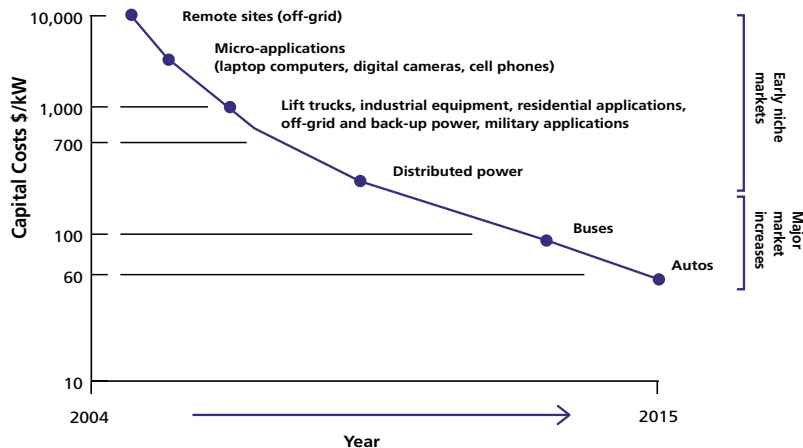 10,000
Remote sites (off-grid)
Micro-applications
(laptop computers, digital cameras, cell phones)
1,000
Lift trucks, industrial equipment, residential applications,
off-grid and back-up power, military applications
700
Distributed power
100
Buses
60
Autos
10
2004
2015
Year
Capital Costs $/kW
Early niche
markets
Major
market
increases